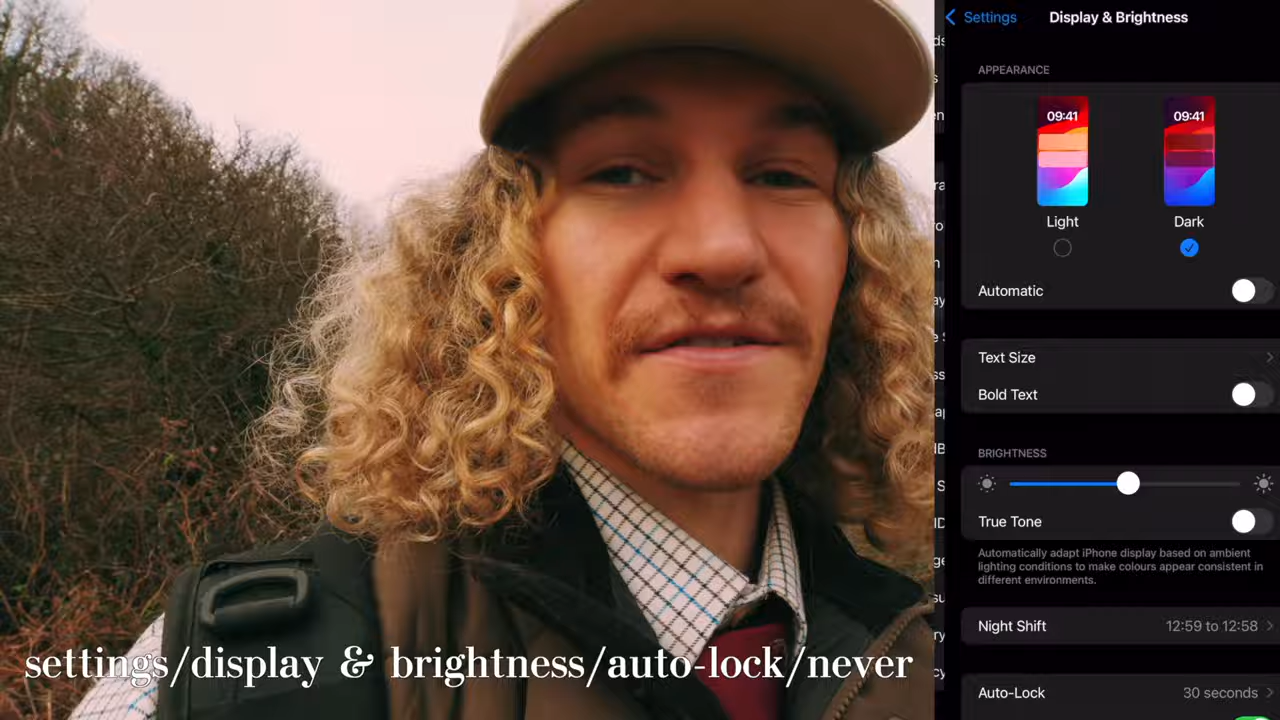 settings/display & brightness/auto-lock/never
Settings
Display & Brightness
APPEARANCE
09:41
09:41
Light
Dark
Automatic
Text Size
Bold Text
BRIGHTNESS
True Tone
Automatically adapt iPhone display based on ambient
lighting conditions to make colours appear consistent in
different environments.
Night Shift
12:59 to 12:58
Auto-Lock
30 seconds